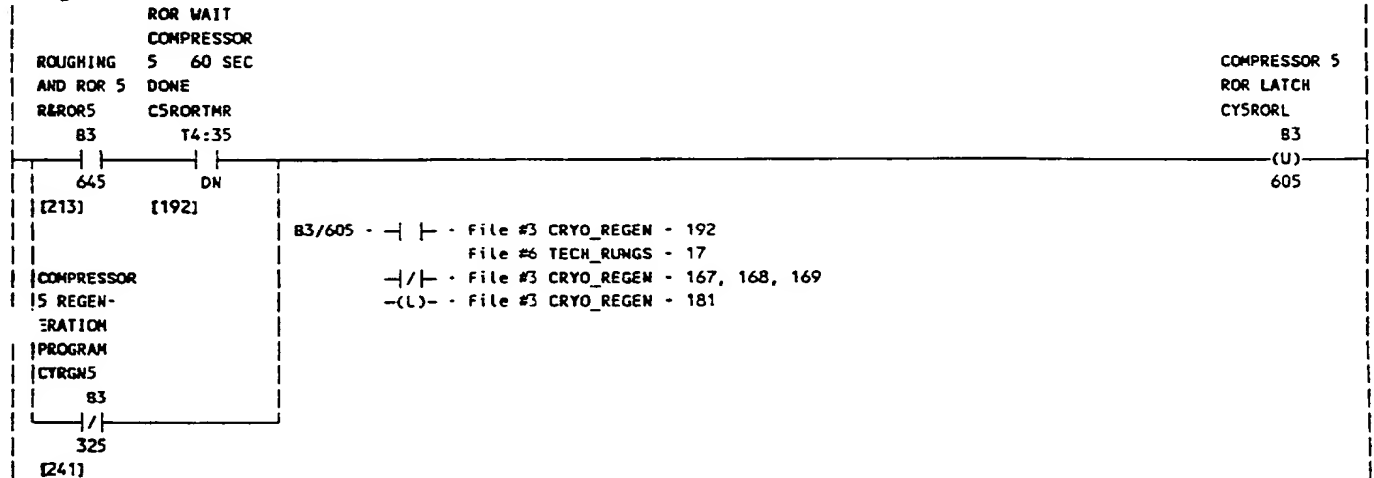 ROR WAIT
COMPRESSOR
ROUGHING 5 60 SEC COMPRESSOR 5
AND ROR 5 DONE ROR LATCH
R&ROR5 C5RORTMR CY5RORL
B3 T4:35 B3
(U)
645 DN 605
[213] [192]
B3/605 - ┤ ├ - File #3 CRYO_REGEN - 192
File #6 TECH_RUNGS - 17
COMPRESSOR ┤/├ - File #3 CRYO_REGEN - 167, 168, 169
5 REGEN- -(L)- - File #3 CRYO_REGEN - 181
ERATION
PROGRAM
CYRGN5
B3
/
325
[241]